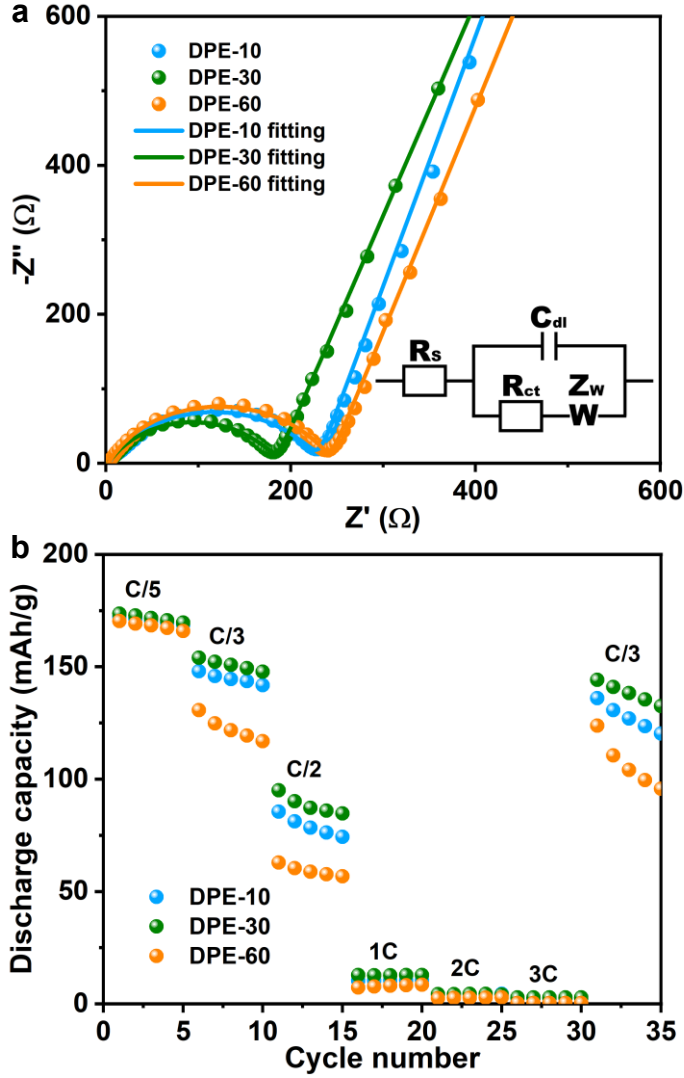 a
600
400
200
0
-Z'' (Ω)
DPE-10
DPE-30
DPE-60
DPE-10 fitting
DPE-30 fitting
DPE-60 fitting
Rs
Cdl
Rct
Zw
W
0 200 400 600
Z' (Ω)
b
200
150
100
50
0
Discharge capacity (mAh/g)
C/5
C/3
C/2
1C
2C
3C
C/3
DPE-10
DPE-30
DPE-60
0 5 10 15 20 25 30 35
Cycle number